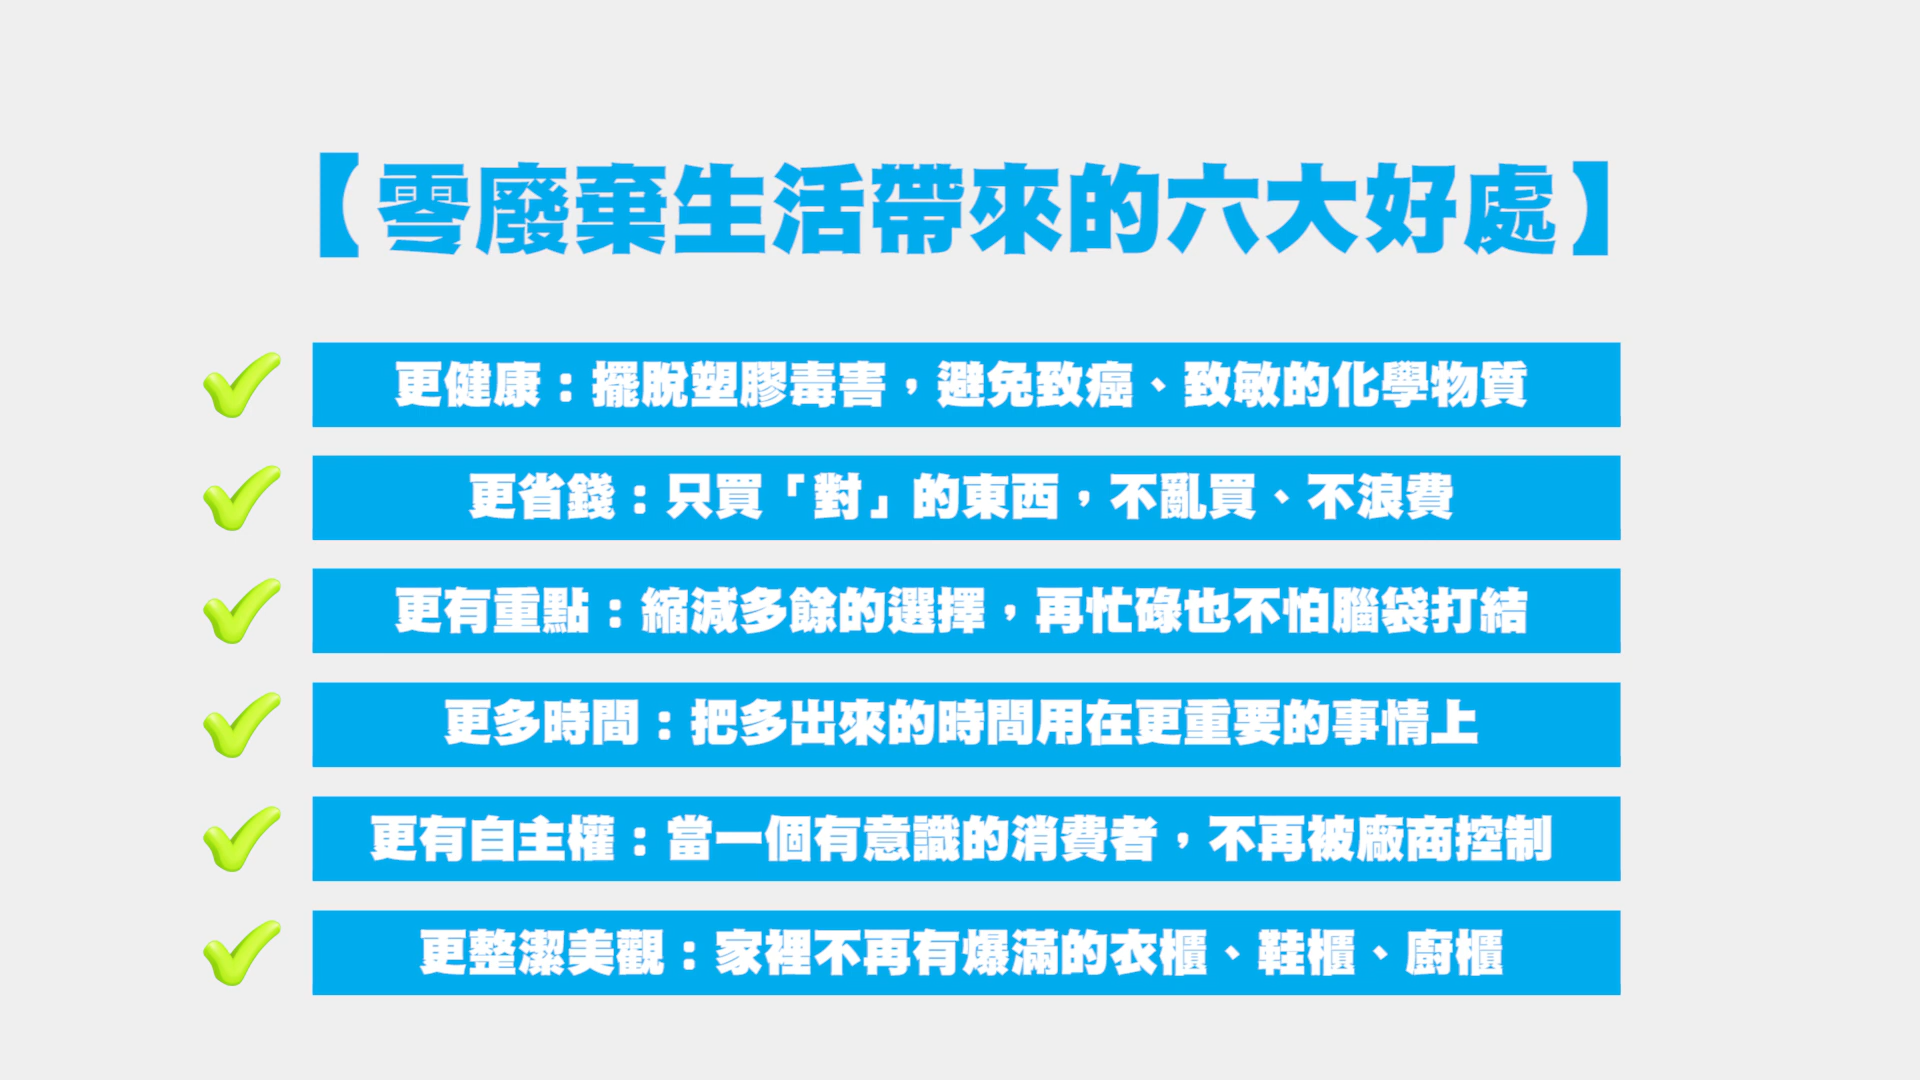 【零廢棄生活帶來的六大好處】
更健康：擺脫塑膠毒害，避免致癌、致敏的化學物質
更省錢：只買「對」的東西，不亂買、不浪費
更有重點：縮減多餘的選擇，再忙碌也不怕腦袋打結
更多時間：把多出來的時間用在更重要的事情上
更有自主權：當一個有意識的消費者，不再被廠商控制
更整潔美觀：家裡不再有爆滿的衣櫃、鞋櫃、廚櫃